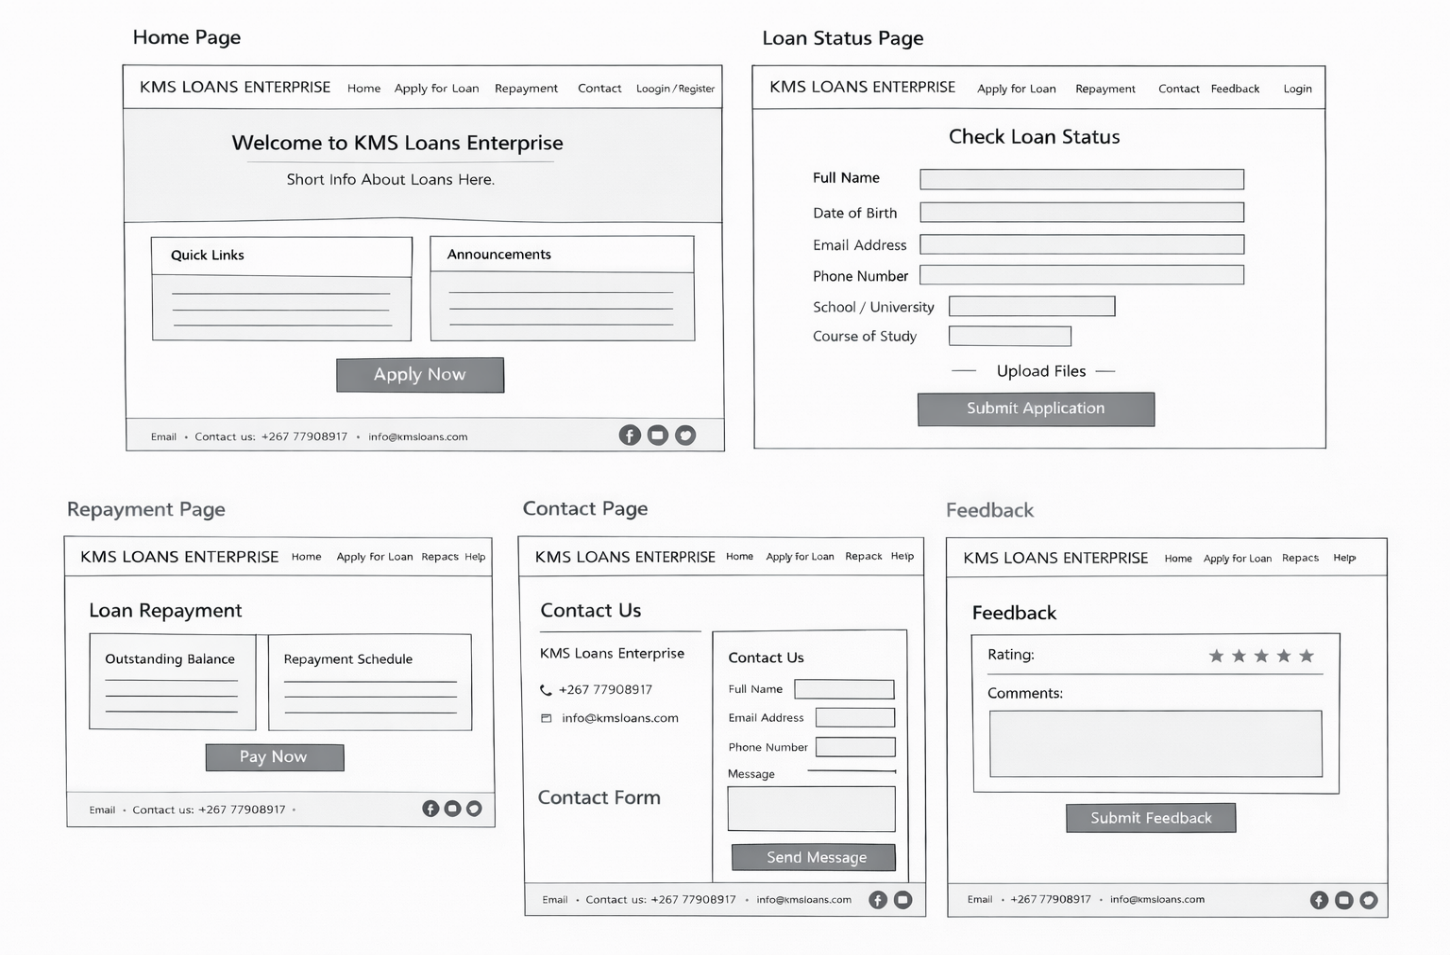 Home Page
KMS LOANS ENTERPRISE Home Apply for Loan Repayment Contact Loogin / Register
Welcome to KMS Loans Enterprise
Short Info About Loans Here.
Quick Links
Announcements
Apply Now
Email • Contact us: +267 77908917 • info@kmsloans.com
Loan Status Page
KMS LOANS ENTERPRISE Apply for Loan Repayment Contact Feedback Login
Check Loan Status
Full Name
Date of Birth
Email Address
Phone Number
School / University
Course of Study
Upload Files
Submit Application
Repayment Page
KMS LOANS ENTERPRISE Home Apply for Loan Repacs Help
Loan Repayment
Outstanding Balance
Repayment Schedule
Pay Now
Email • Contact us: +267 77908917 •
Contact Page
KMS LOANS ENTERPRISE Home Apply for Loan Repack Help
Contact Us
KMS Loans Enterprise
+267 77908917
info@kmsloans.com
Contact Form
Contact Us
Full Name
Email Address
Phone Number
Message
Send Message
Email • Contact us: +267 77908917 • info@kmsloans.com
Feedback
KMS LOANS ENTERPRISE Home Apply for Loan Repacs Help
Feedback
Rating: ★ ★ ★ ★ ★
Comments:
Submit Feedback
Email • +267 77908917 • info@kmsloans.com